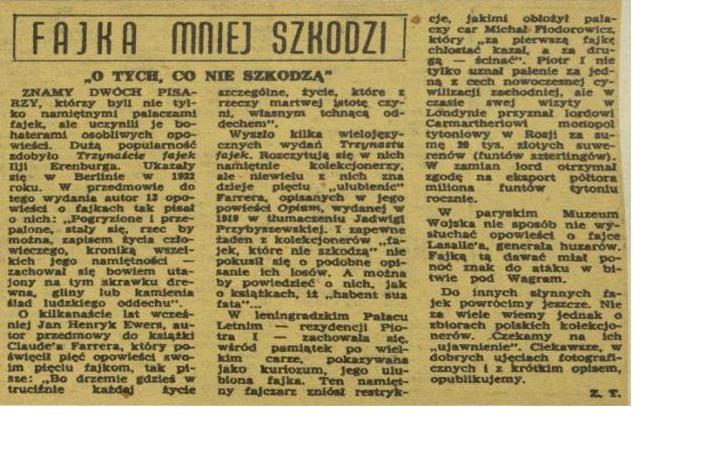 FAJKA MNIEJ SZKODZI
„O TYCH, CO NIE SZKODZĄ”
ZNAMY DWÓCH PISA-
RZY, którzy byli nie tyl-
ko namiętnymi palaczami
fajek, ale uczynili je bo-
haterami osobliwych opo-
wieści. Dużą popularność
zdobyło Trzynaście fajek
Ilji Erenburga. Ukazały
się w Berlinie w 1922
roku. W przedmowie do
tego wydania autor 13 opo-
wieści o fajkach tak pisał
o nich: „Pogryzione i prze-
palone, stały się, rzec by
można, zapisem życia czło-
wieczego, kroniką wszel-
kich jego namiętności —
zachował się bowiem uta-
jony na tym skrawku dre-
wna, gliny lub kamienia
ślad ludzkiego oddechu”.
O kilkanaście lat wcześ-
niej Jan Henryk Ewers, au-
tor przedmowy do książki
Claude'a Farrera, który po-
święcił pięć opowieści swo-
im pięciu fajkom, tak pi-
sze: „Bo drzemie gdzieś w
truciźnie każdej życie
szczególne, życie, które z
rzeczy martwej istotę czy-
ni, własnym tchnącą od-
dechem”.
Wyszło kilka wielojęzy-
cznych wydań Trzynastu
fajek. Rozczytują się w nich
namiętnie kolekcjonerzy,
ale niewielu z nich zna
dzieje pięciu „ulubienic”
Farrera, opisanych w jego
powieści Opium, wydanej w
1919 w tłumaczeniu Jadwigi
Przybyszewskiej. I zapewne
żaden z kolekcjonerów „fa-
jek, które nie szkodzą” nie
pokusił się o podobne opi-
sanie ich losów. A można
by powiedzieć o nich, jak
o książkach, iż „habent sua
fata”...
W leningradzkim Pałacu
Letnim — rezydencji Pio-
tra I — zachowała się,
wśród pamiątek po wiel-
kim carze, pokazywana
jako kuriozum, jego ulu-
biona fajka. Ten namięt-
ny fajczarz zniósł restryk-
cje, jakimi obłożył pala-
czy car Michał Fiodorowicz,
który „za pierwszą fajkę
chłostać kazał, a za dru-
gą — ścinać”. Piotr I nie
tylko uznał palenie za jed-
ną z cech nowoczesnej cy-
wilizacji zachodniej, ale w
czasie swej wizyty w
Londynie przyznał lordowi
Carmartheriowi monopol
tytoniowy w Rosji za su-
mę 20 tys. złotych suwe-
renów (funtów szterlingów).
W zamian lord otrzymał
zgodę na eksport półtora
miliona funtów tytoniu
rocznie.
W paryskim Muzeum
Wojska nie sposób nie wy-
słuchać opowieści o fajce
Lasalle'a, generała huzarów.
Fajką tą dawać miał po-
noć znak do ataku w bi-
twie pod Wagram.
Do innych słynnych fa-
jek powrócimy jeszcze. Nie
za wiele wiemy jednak o
zbiorach polskich kolekcjo-
nerów. Czekamy na ich
„ujawnienie”. Ciekawsze, w
dobrych ujęciach fotografi-
cznych i z krótkim opisem,
opublikujemy.
Z. T.